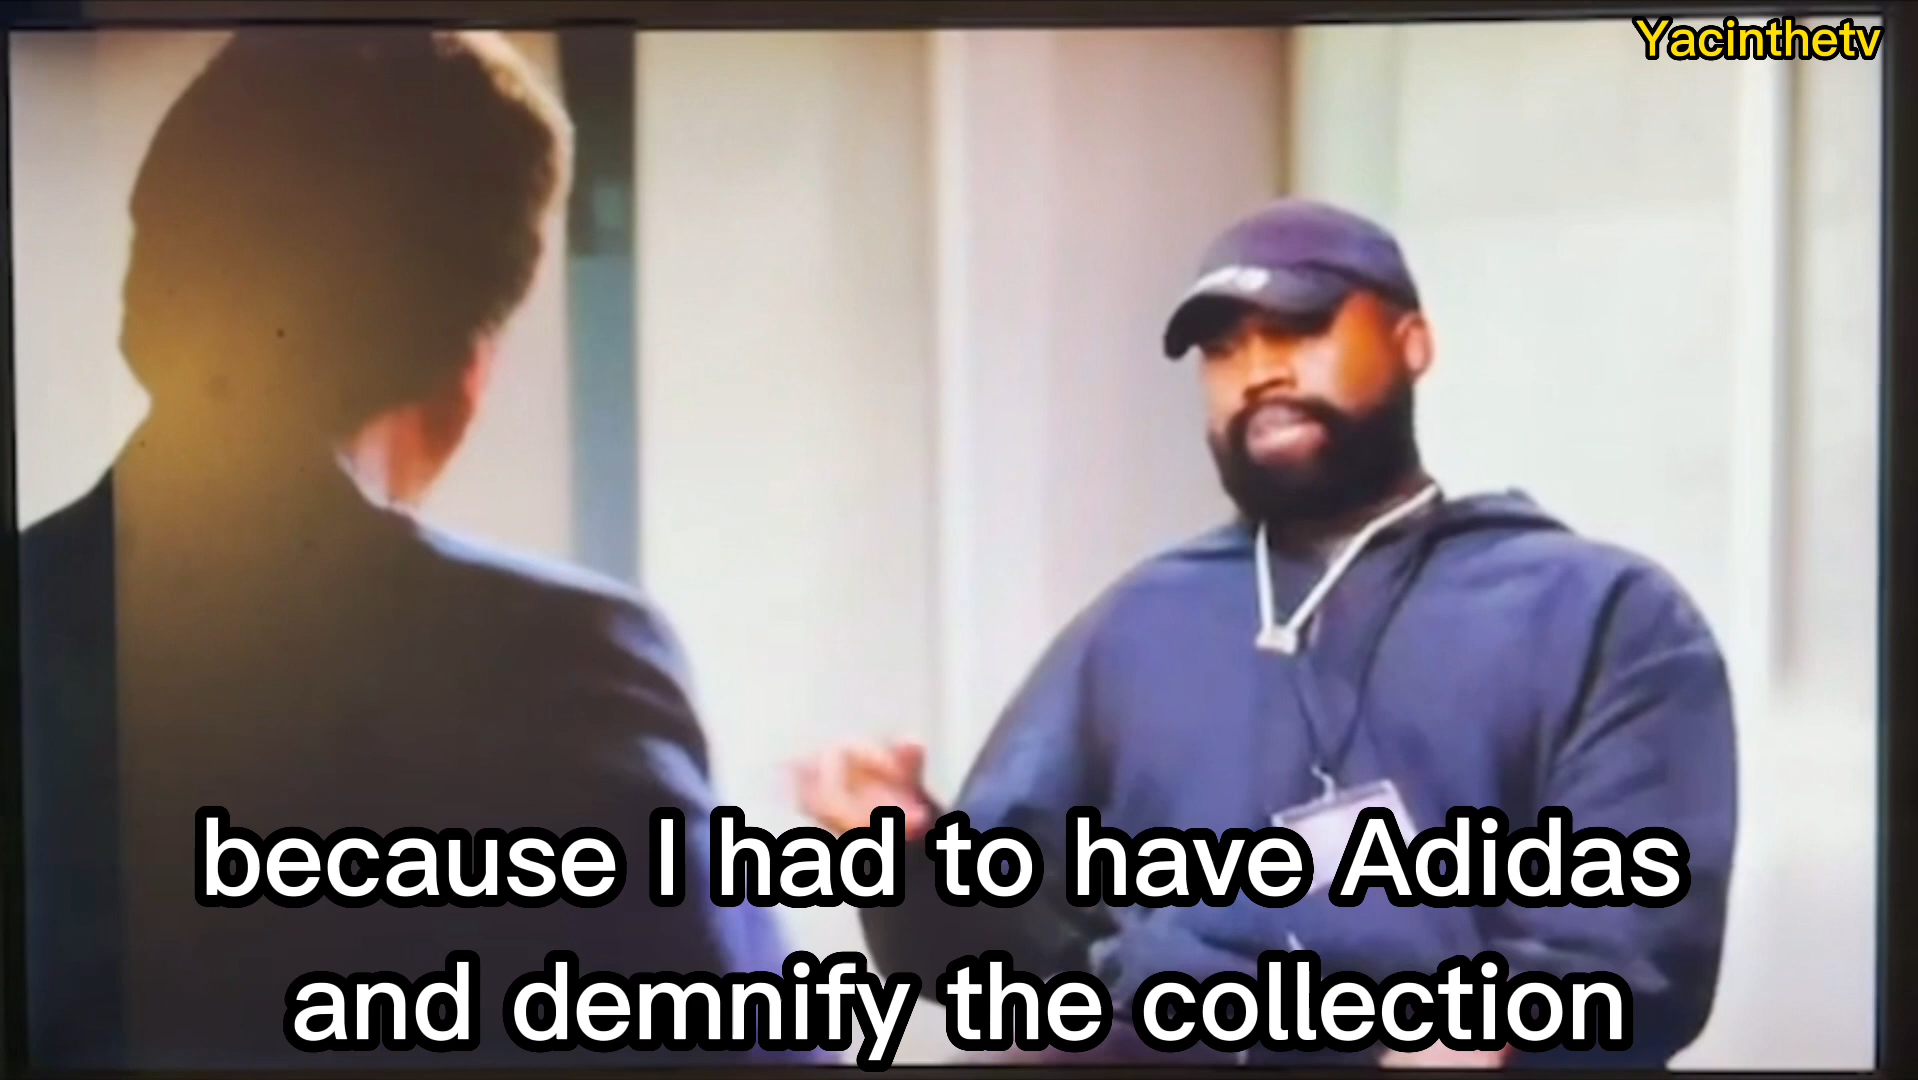 Yacinthetv
because I had to have Adidas
and demnify the collection